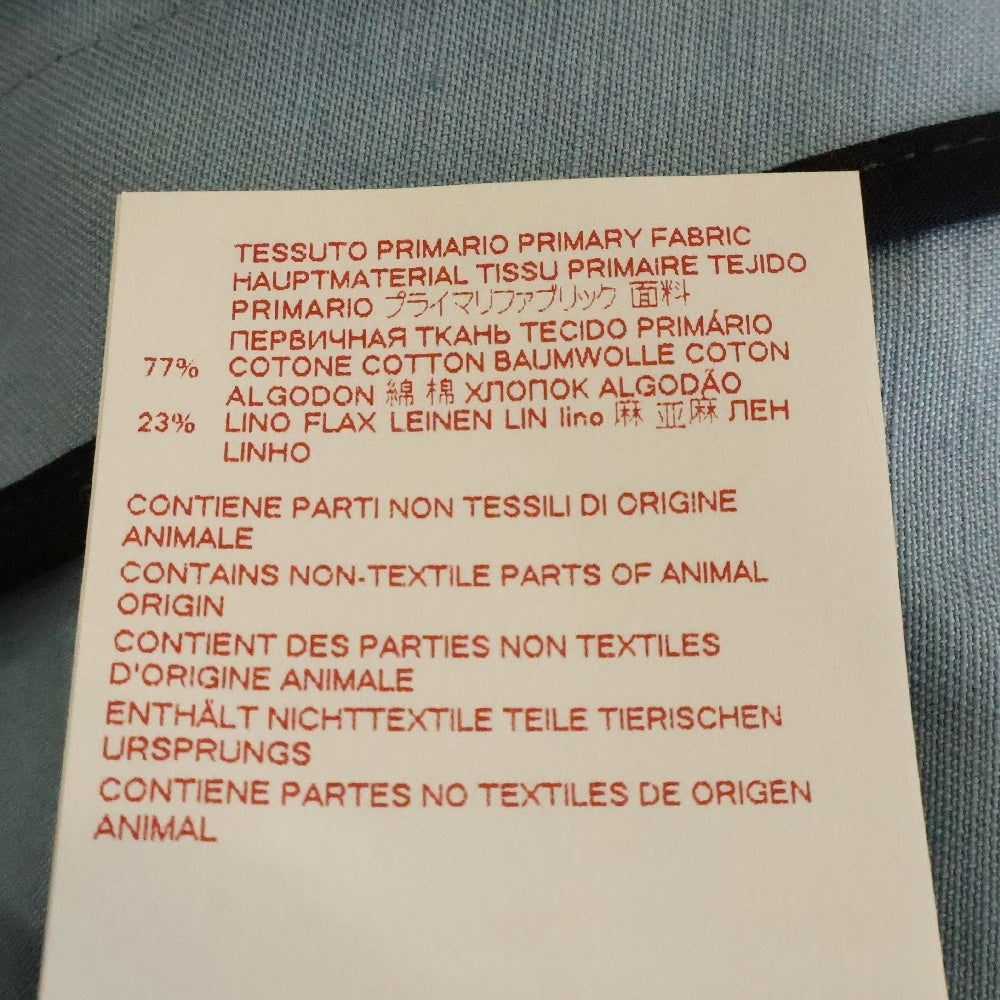 TESSUTO PRIMARIO PRIMARY FABRIC
HAUPTMATERIAL TISSU PRIMAIRE TEJIDO
PRIMARIO プライマリファブリック 面料
ПЕРВИЧНАЯ ТКАНЬ TECIDO PRIMÁRIO
77% COTONE COTTON BAUMWOLLE COTON
ALGODON 綿 棉 ХЛОПОК ALGODÃO
23% LINO FLAX LEINEN LIN lino 麻 亚麻 ЛЕН
LINHO
CONTIENE PARTI NON TESSILI DI ORIGINE
ANIMALE
CONTAINS NON-TEXTILE PARTS OF ANIMAL
ORIGIN
CONTIENT DES PARTIES NON TEXTILES
D'ORIGINE ANIMALE
ENTHÄLT NICHTTEXTILE TEILE TIERISCHEN
URSPRUNGS
CONTIENE PARTES NO TEXTILES DE ORIGEN
ANIMAL